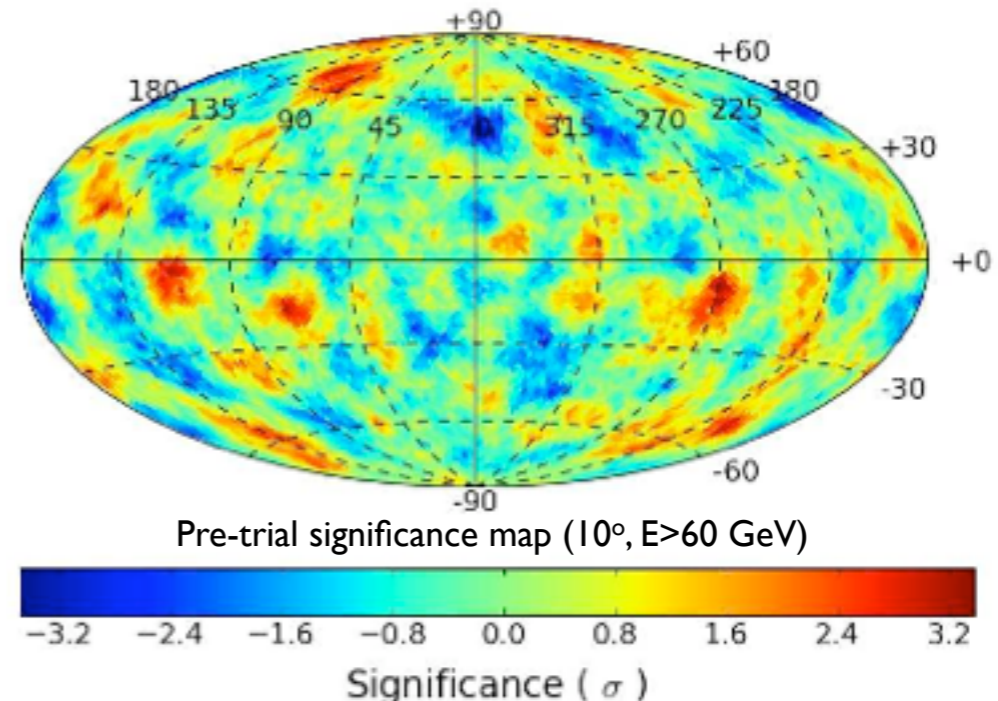 +90
+60
180 180
135 90 45 0 315 270 225
+30
+0
-30
-60
-90
Pre-trial significance map (10°, E>60 GeV)
−3.2 −2.4 −1.6 −0.8 0.0 0.8 1.6 2.4 3.2
Significance ( σ )